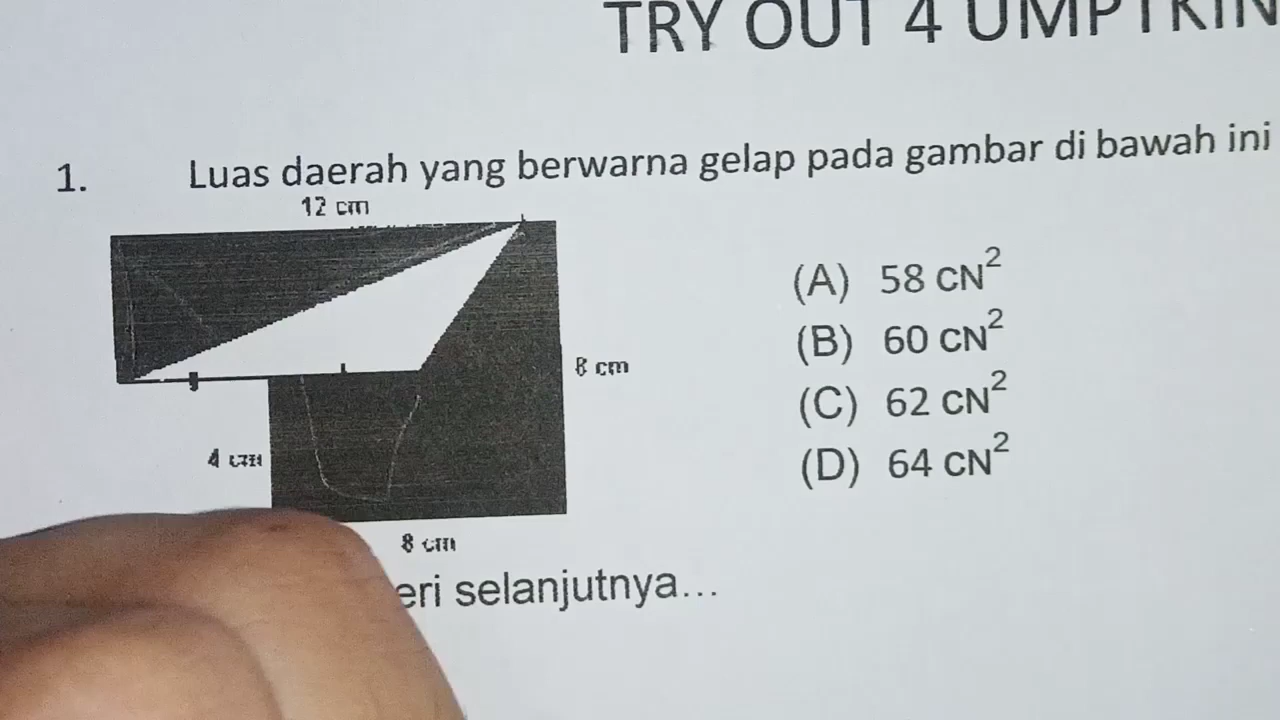 TRY OUT 4 UMPTKIN
1. Luas daerah yang berwarna gelap pada gambar di bawah ini
12 cm
(A) 58 CN²
(B) 60 CN²
8 cm
(C) 62 CN²
4 cm
(D) 64 CN²
8 cm
eri selanjutnya...